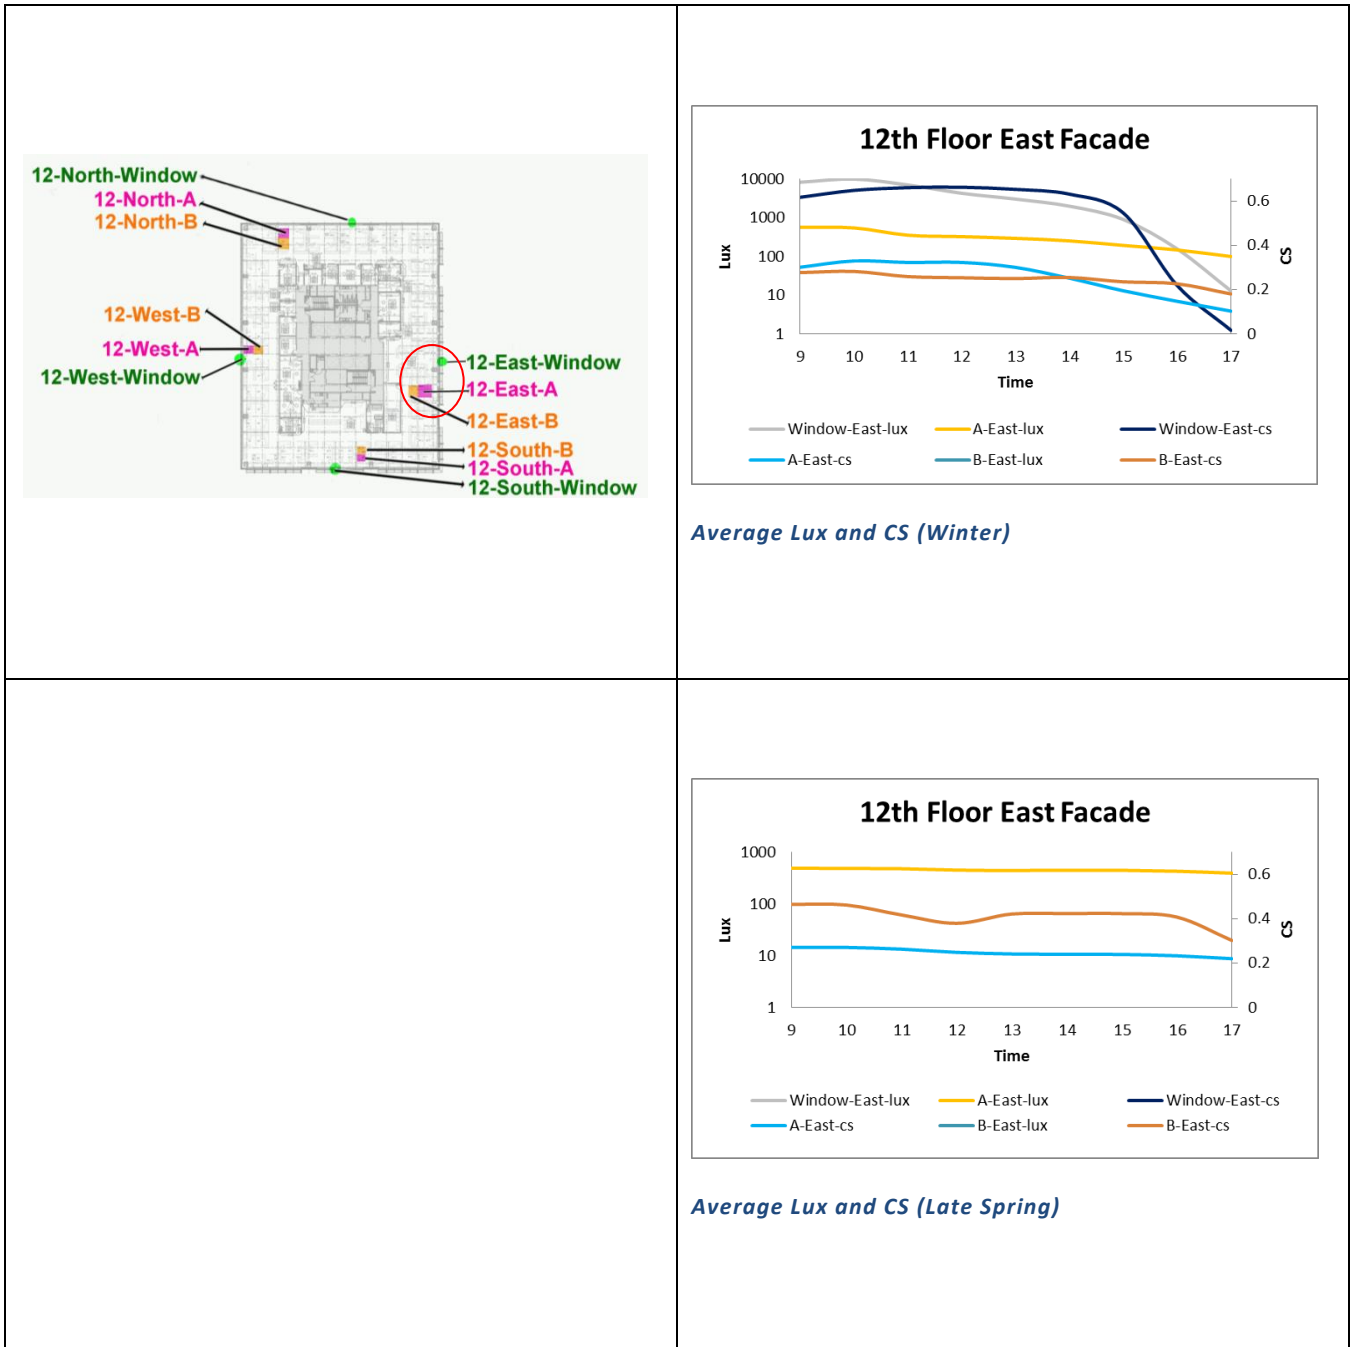 12-North-Window
12-North-A
12-North-B
12-West-B
12-West-A
12-West-Window
12-East-Window
12-East-A
12-East-B
12-South-B
12-South-A
12-South-Window
12th Floor East Facade
10000
1000
100
10
1
Lux
0.6
0.4
0.2
0
CS
9 10 11 12 13 14 15 16 17
Time
Window-East-lux A-East-lux Window-East-cs
A-East-cs B-East-lux B-East-cs
Average Lux and CS (Winter)
12th Floor East Facade
1000
100
10
1
Lux
0.6
0.4
0.2
0
CS
9 10 11 12 13 14 15 16 17
Time
Window-East-lux A-East-lux Window-East-cs
A-East-cs B-East-lux B-East-cs
Average Lux and CS (Late Spring)